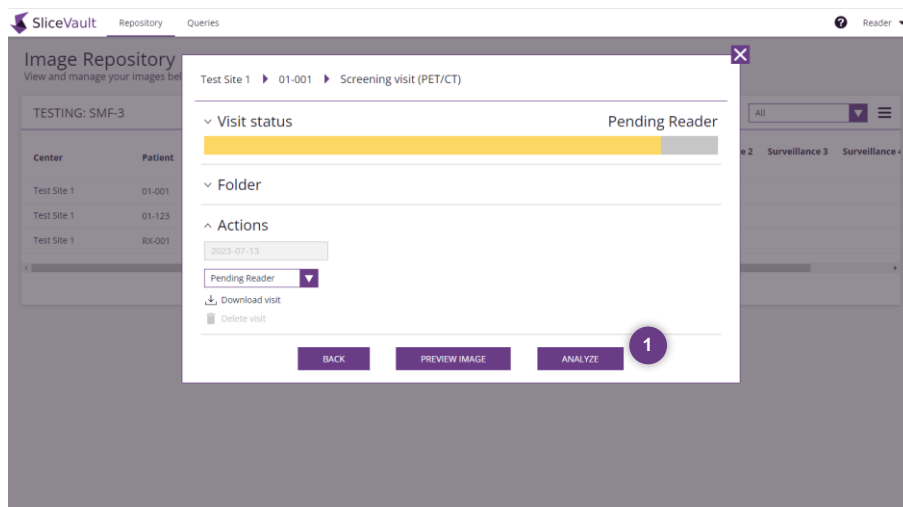 SliceVault Repository Queries ? Reader
Image Repository
View and manage your images bel
TESTING: SMF-3
All
Center Patient e 2 Surveillance 3 Surveillance 4
Test Site 1 01-001
Test Site 1 01-123
Test Site 1 RX-001
Test Site 1 01-001 Screening visit (PET/CT)
Visit status Pending Reader
Folder
Actions
2023-07-13
Pending Reader
Download visit
Delete visit
BACK PREVIEW IMAGE ANALYZE 1